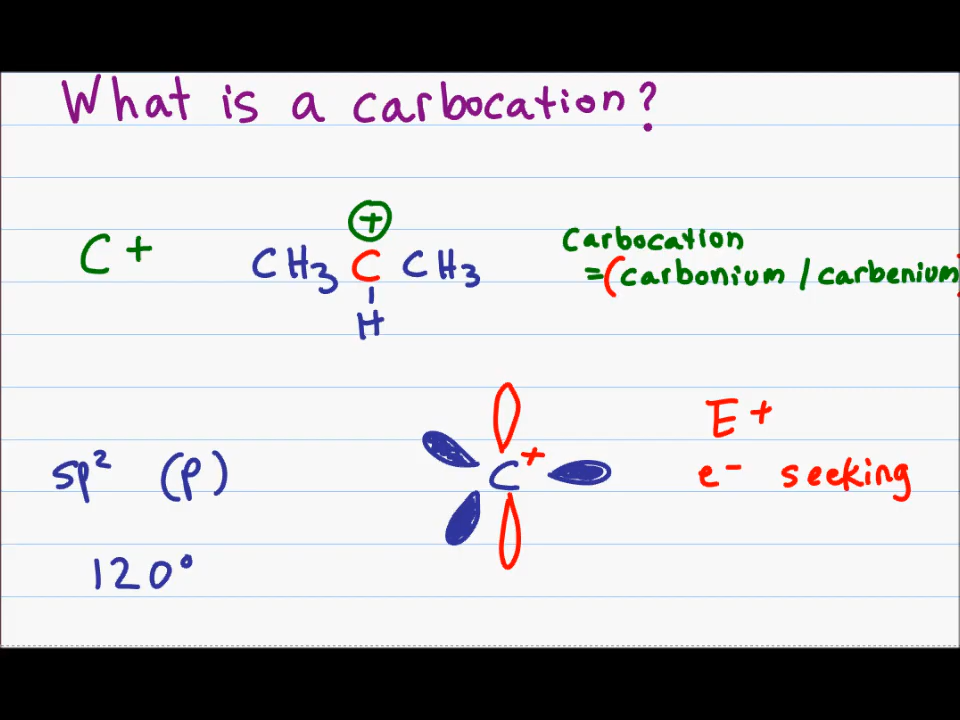 What is a carbocation?
C +
+
CH3 C CH3
H
Carbocation
= (carbonium / carbenium)
sp² (p)
120°
C+
E+
e⁻ seeking